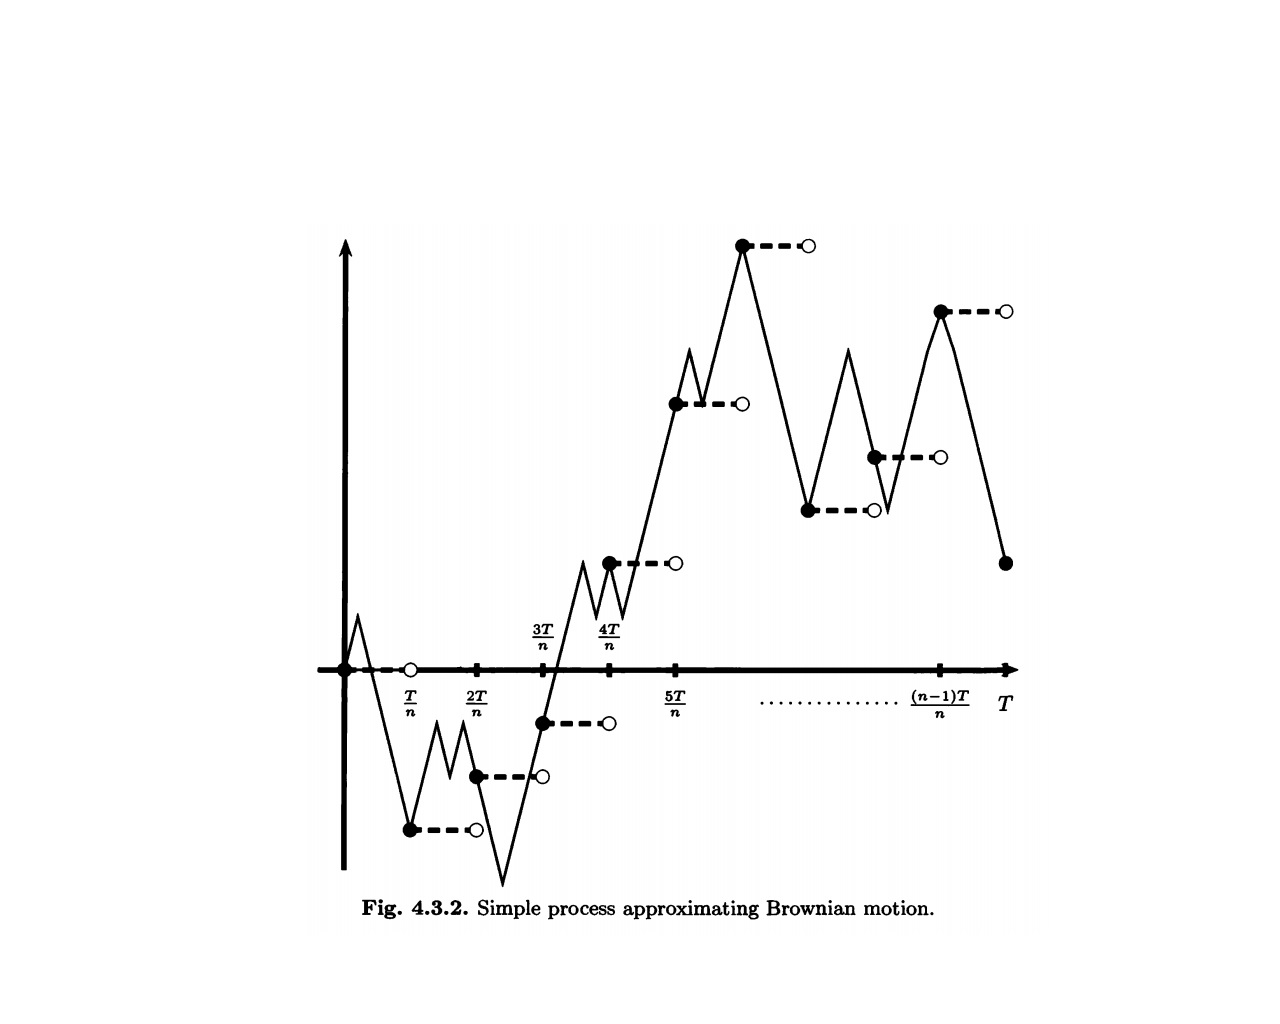 3T/n 4T/n
T/n 2T/n 5T/n ............... (n−1)T/n T
Fig. 4.3.2. Simple process approximating Brownian motion.